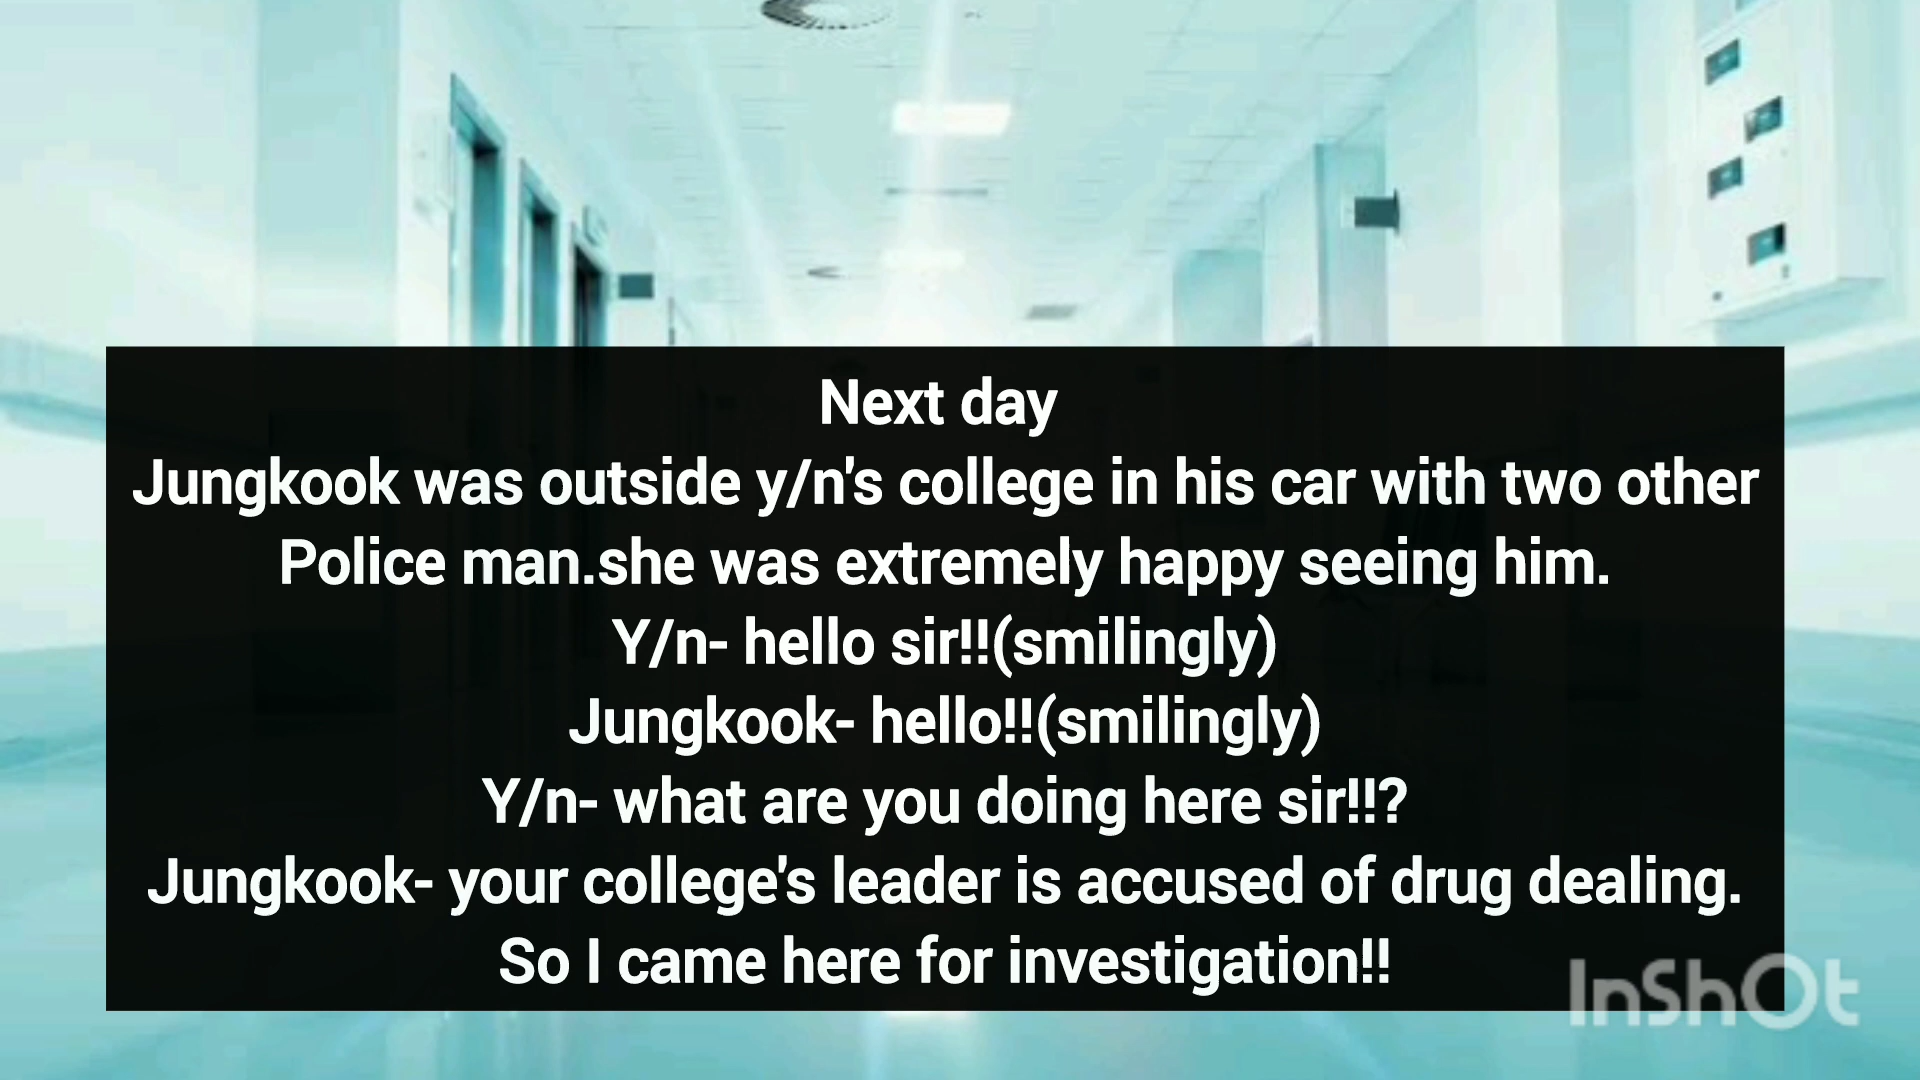 Next day
Jungkook was outside y/n's college in his car with two other
Police man.she was extremely happy seeing him.
Y/n- hello sir!!(smilingly)
Jungkook- hello!!(smilingly)
Y/n- what are you doing here sir!!?
Jungkook- your college's leader is accused of drug dealing.
So I came here for investigation!!
InShOt